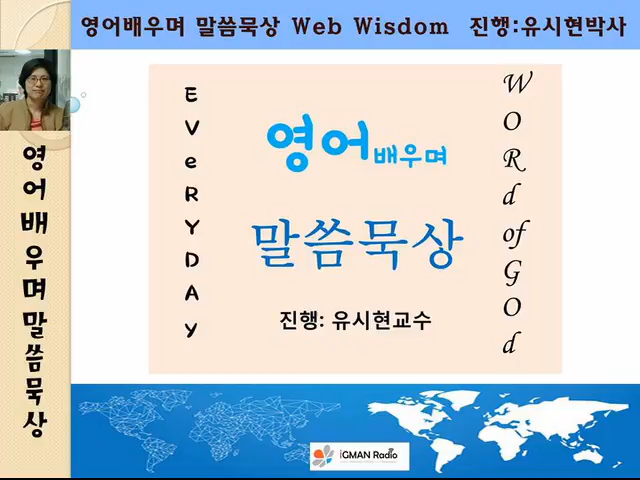 영어배우며 말씀묵상 Web Wisdom 진행:유시현박사
영어배우며말씀묵상
EVeRYDAY
영어배우며
말씀묵상
진행: 유시현교수
WORd of GOd
iGMAN Radio